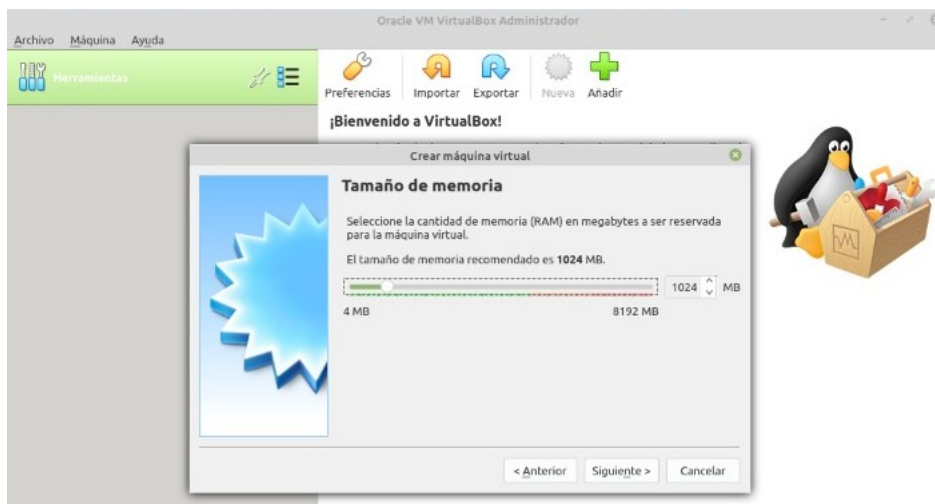 Oracle VM VirtualBox Administrador
Archivo Máquina Ayuda
Herramientas
Preferencias Importar Exportar Nueva Añadir
¡Bienvenido a VirtualBox!
Crear máquina virtual
Tamaño de memoria
Seleccione la cantidad de memoria (RAM) en megabytes a ser reservada
para la máquina virtual.
El tamaño de memoria recomendado es 1024 MB.
1024 MB
4 MB 8192 MB
< Anterior Siguiente > Cancelar